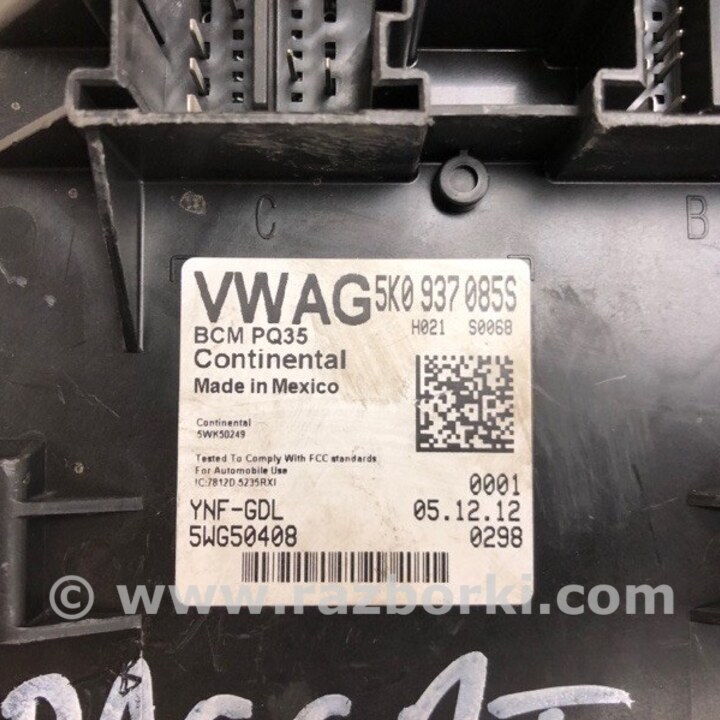 C
B
VWAG 5K0 937 085S
H021 S0068
BCM PQ35
Continental
Made in Mexico
Continental
5WK50249
Tested To Comply With FCC standards
For Automobile Use
IC:7812D.5235RXI
0001
YNF-GDL 05.12.12
5WG50408 0298
© www.razborki.com
PASSAT